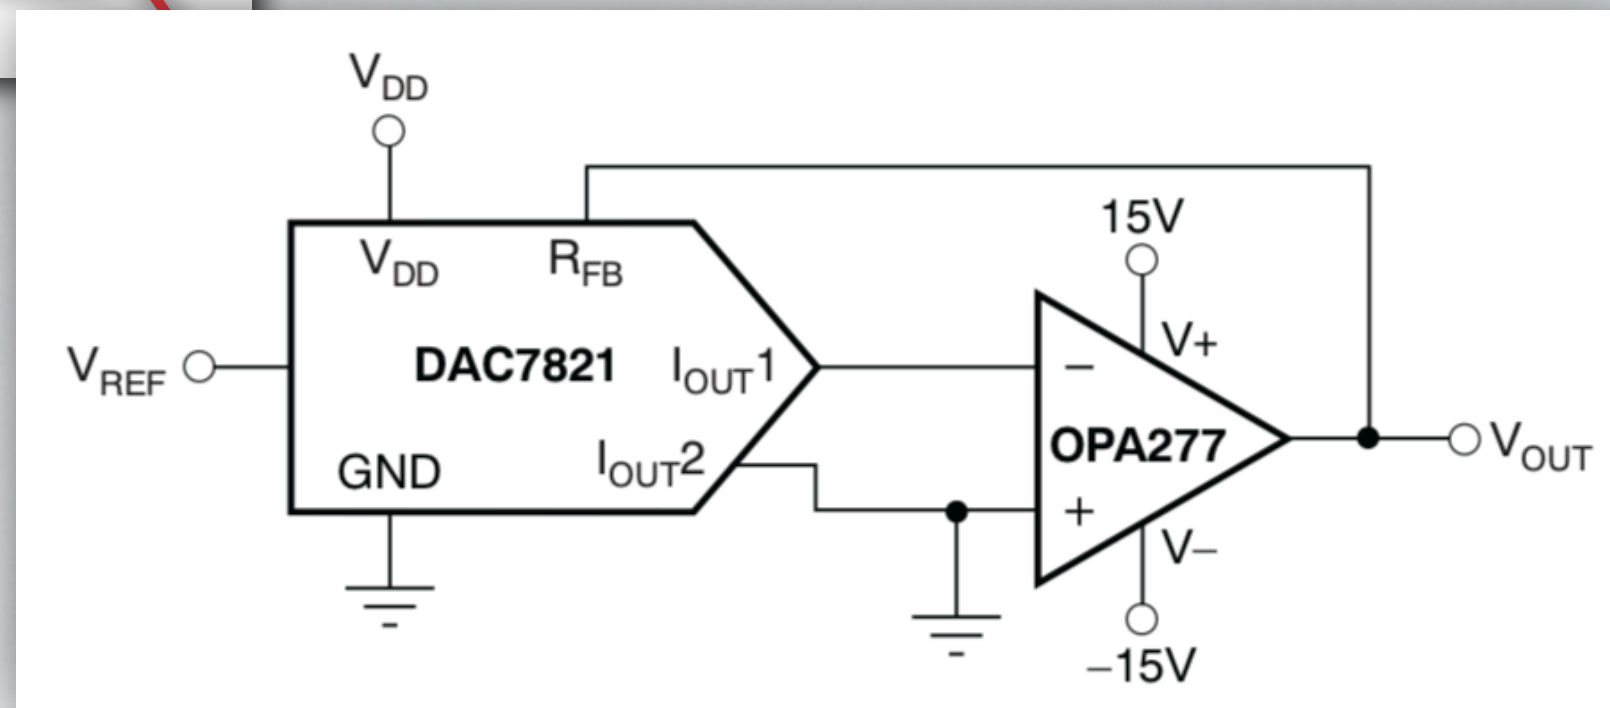 VDD
15V
VDD
RFB
V+
VREF
DAC7821
IOUT1
−
OPA277
VOUT
GND
IOUT2
+
V−
−15V